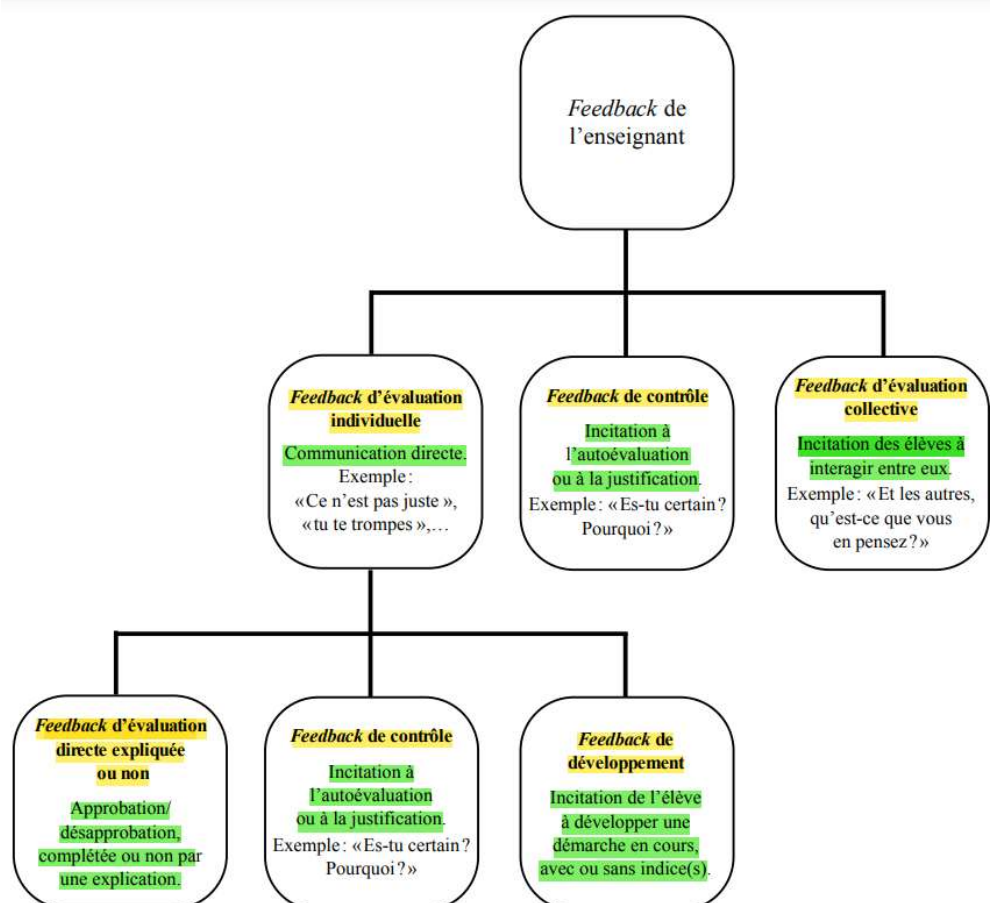 Feedback de
l’enseignant
Feedback d’évaluation
individuelle
Communication directe.
Exemple :
«Ce n’est pas juste »,
«tu te trompes »,…
Feedback de contrôle
Incitation à
l’autoévaluation
ou à la justification.
Exemple : «Es-tu certain ?
Pourquoi ?»
Feedback d’évaluation
collective
Incitation des élèves à
interagir entre eux.
Exemple : «Et les autres,
qu’est-ce que vous
en pensez ?»
Feedback d’évaluation
directe expliquée
ou non
Approbation/
désapprobation,
complétée ou non par
une explication.
Feedback de contrôle
Incitation à
l’autoévaluation
ou à la justification.
Exemple : «Es-tu certain ?
Pourquoi ?»
Feedback de
développement
Incitation de l’élève
à développer une
démarche en cours,
avec ou sans indice(s).